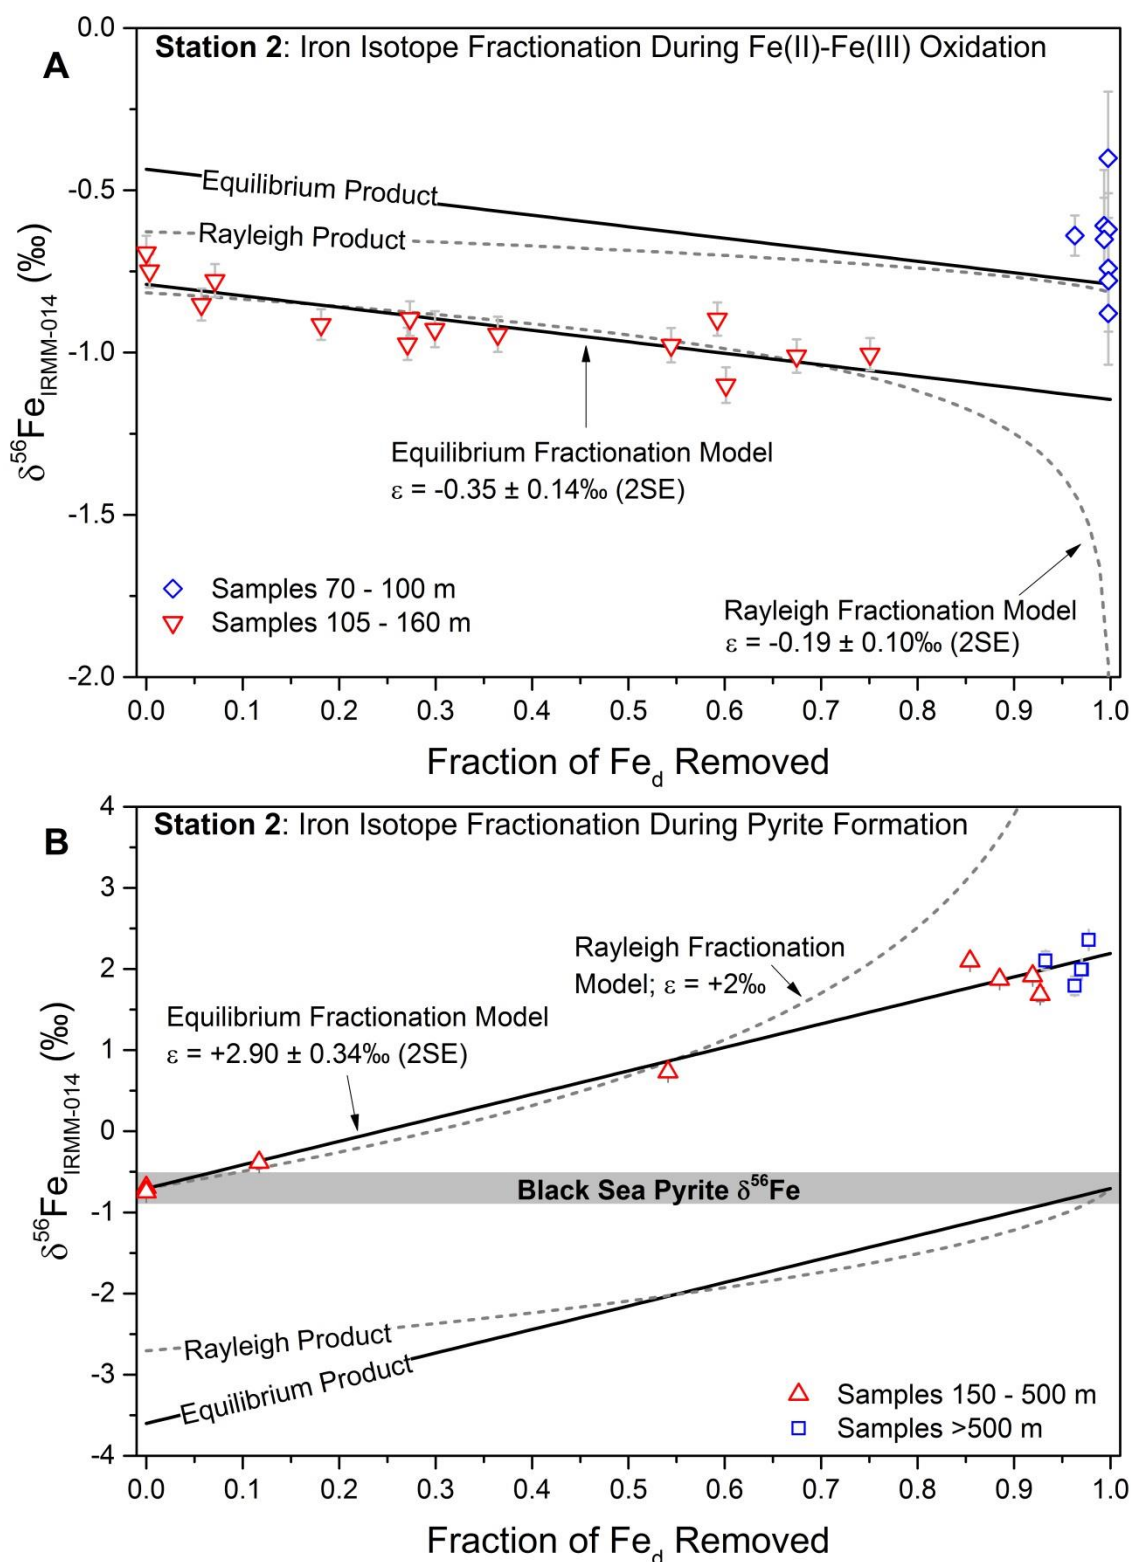 A
Station 2: Iron Isotope Fractionation During Fe(II)-Fe(III) Oxidation
0.0
-0.5
-1.0
-1.5
-2.0
δ56FeIRMM-014 (‰)
Equilibrium Product
Rayleigh Product
Equilibrium Fractionation Model
ε = -0.35 ± 0.14‰ (2SE)
Samples 70 - 100 m
Samples 105 - 160 m
Rayleigh Fractionation Model
ε = -0.19 ± 0.10‰ (2SE)
0.0 0.1 0.2 0.3 0.4 0.5 0.6 0.7 0.8 0.9 1.0
Fraction of Fed Removed
B
Station 2: Iron Isotope Fractionation During Pyrite Formation
4
3
2
1
0
-1
-2
-3
-4
δ56FeIRMM-014 (‰)
Rayleigh Fractionation
Model; ε = +2‰
Equilibrium Fractionation Model
ε = +2.90 ± 0.34‰ (2SE)
Black Sea Pyrite δ56Fe
Rayleigh Product
Equilibrium Product
Samples 150 - 500 m
Samples >500 m
0.0 0.1 0.2 0.3 0.4 0.5 0.6 0.7 0.8 0.9 1.0
Fraction of Fed Removed